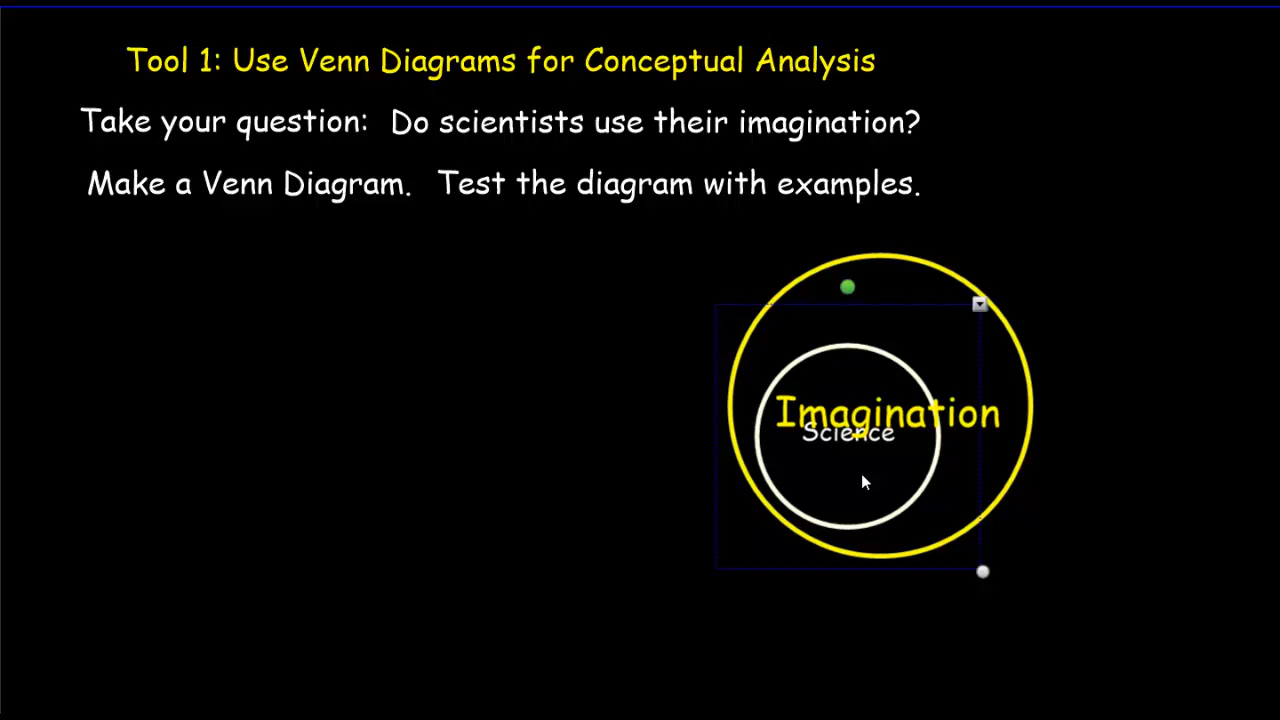 Tool 1: Use Venn Diagrams for Conceptual Analysis
Take your question: Do scientists use their imagination?
Make a Venn Diagram. Test the diagram with examples.
Imagination
Science